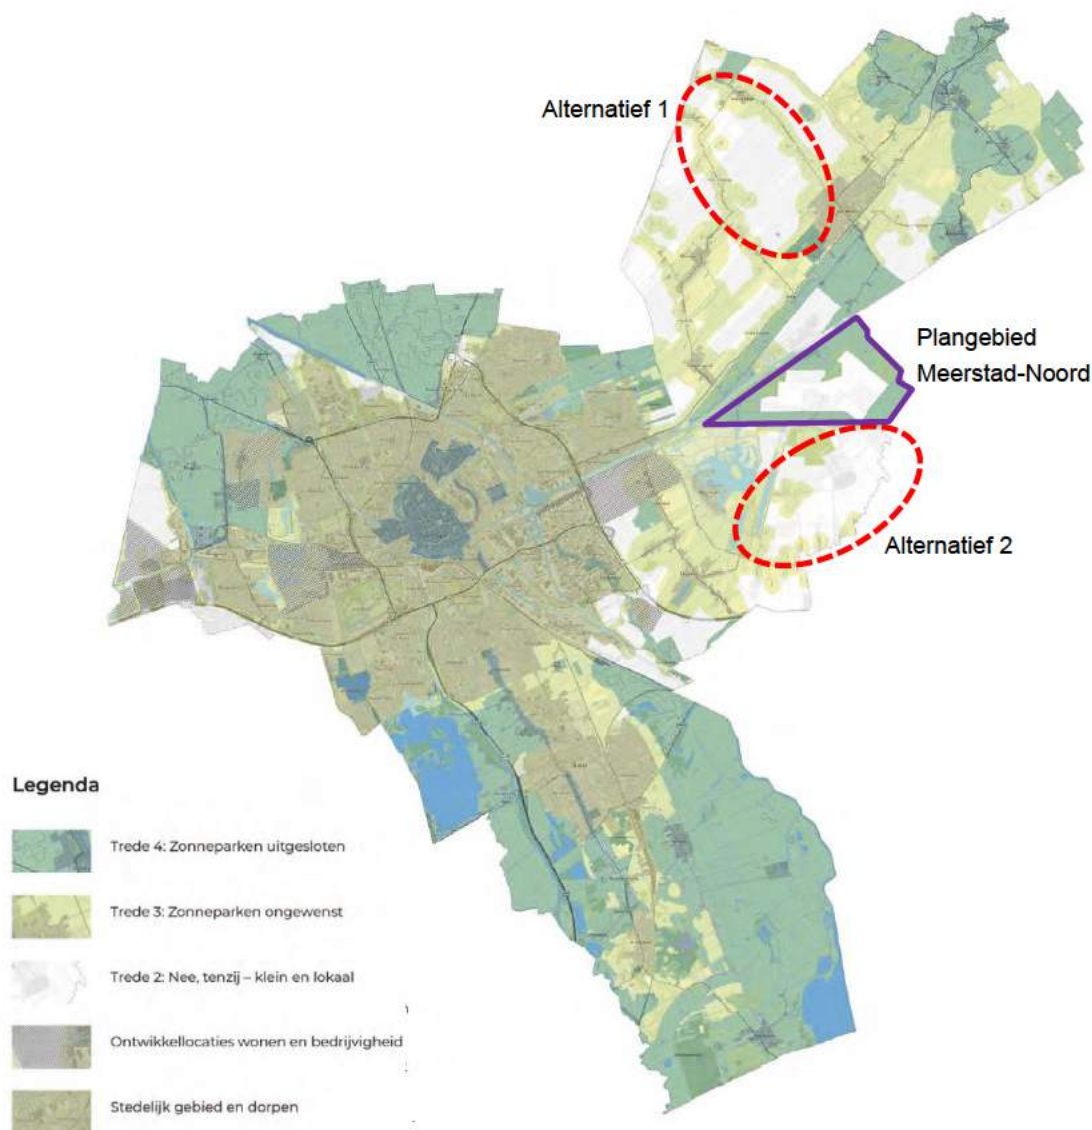 Alternatief 1
Plangebied
Meerstad-Noord
Alternatief 2
Legenda
Trede 4: Zonneparken uitgesloten
Trede 3: Zonneparken ongewenst
Trede 2: Nee, tenzij – klein en lokaal
Ontwikkellocaties wonen en bedrijvigheid
Stedelijk gebied en dorpen